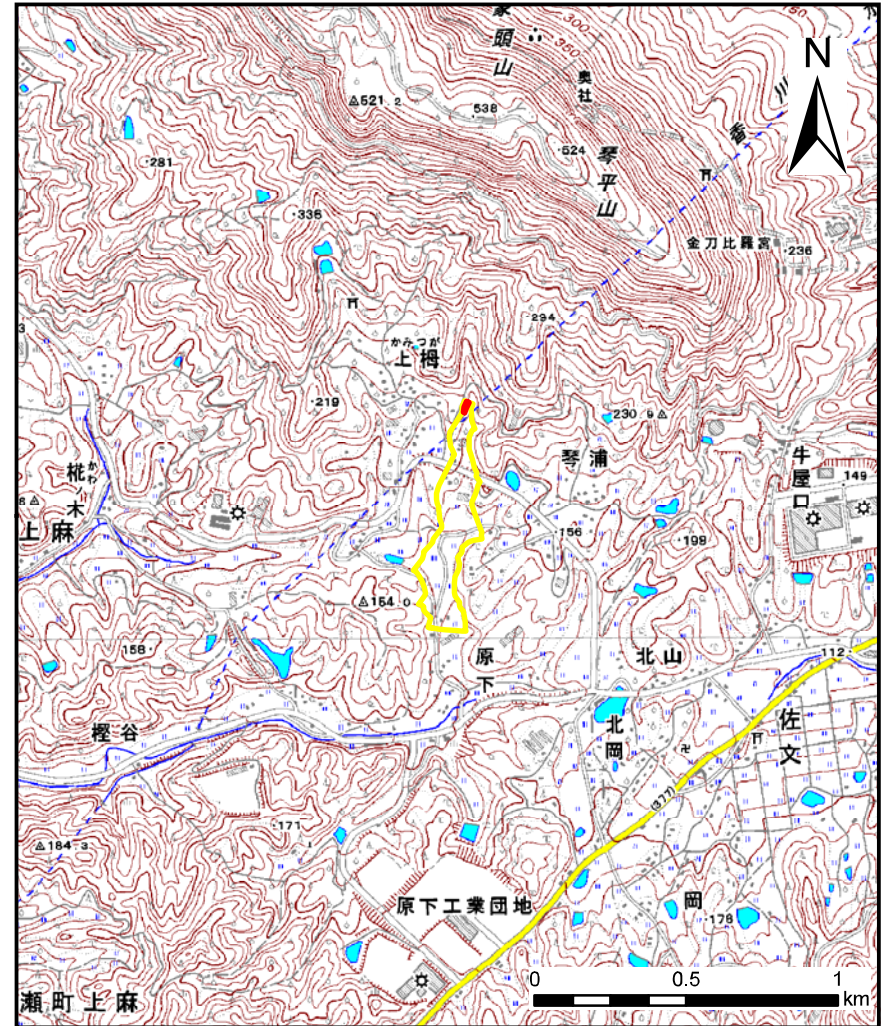 象頭山
300
350
750
N
奥社
△521.2
538
香川
・524
琴平山
・281
・336
金刀比羅宮
・236
294
かみつが
上栂
・219
230.9△
琴浦
かわ
椛ノ木
牛屋口
149
上麻
156
・199
△154.0
158
原下
北山
112
樫谷
北岡
佐文
(377)
・171
△184.3
原下工業団地
岡
・178
瀬町上麻
0 0.5 1
km